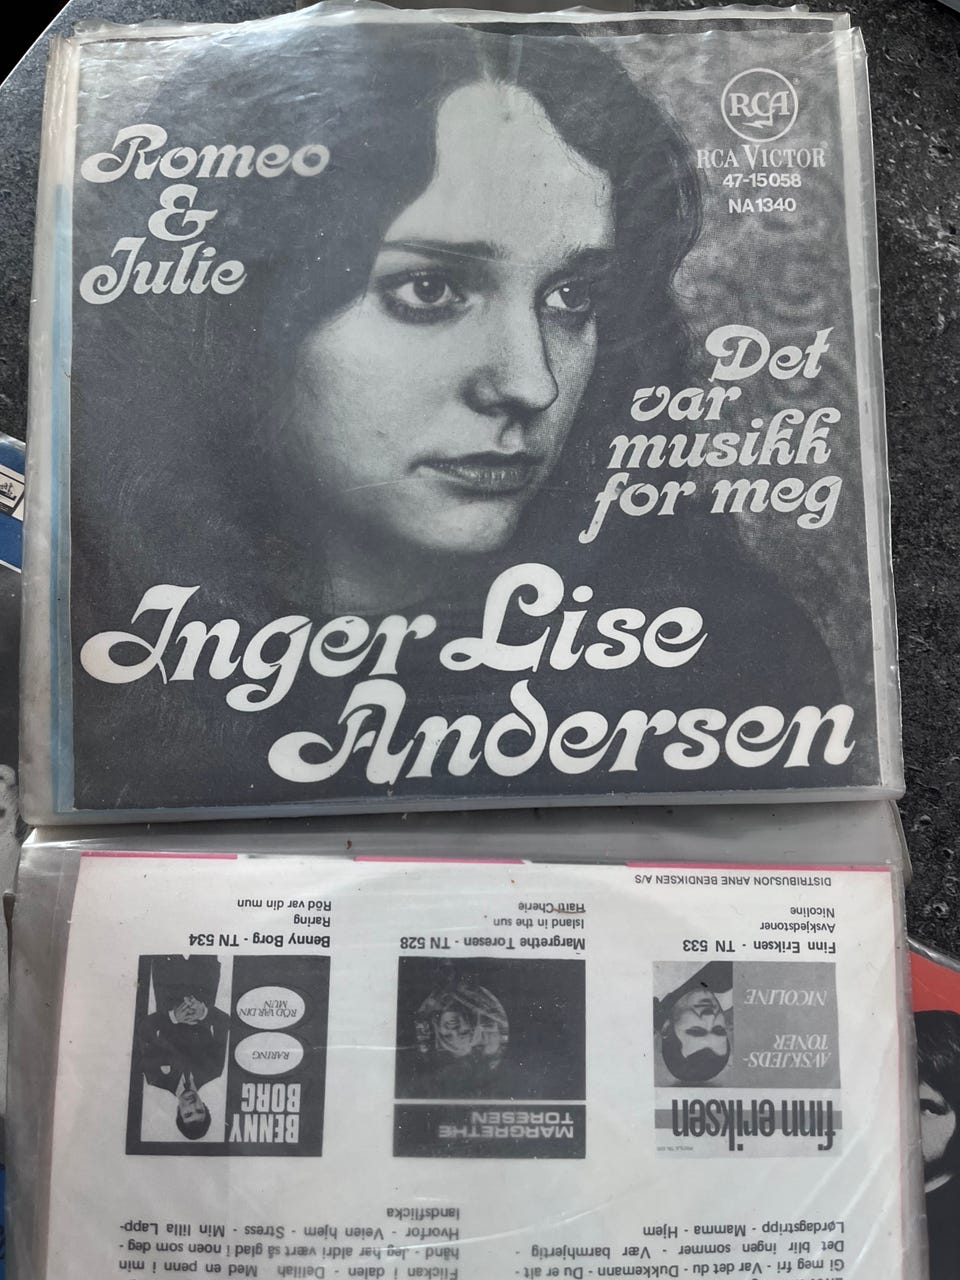 Romeo
&
Julie
RCA
RCA VICTOR
47-15058
NA1340
Det
var
musikk
for meg
Inger Lise
Andersen
Gi meg fri - Var det du - Dukkemann - Du er alt -
Det blir ingen sommer - Vær barmhjertig -
Lørdagstripp - Mamma - Hjem
Flickan i dalen - Delilah - Med en penn i min
hånd - Jeg har aldri vært så glad i noen som deg -
Hvorfor - Veien hjem - Stress - Min lilla Lapp-
landsflicka
finn eriksen
AVSKJEDS-
TONER
NICOLINE
Finn Eriksen - TN 533
Avskjedstoner
Nicoline
MARGRETHE
TORESEN
Margrethe Toresen - TN 528
Island in the sun
Haiti Cherie
BENNY
BORG
RARING
RÖD VAR DIN
MUN
Benny Borg - TN 534
Raring
Röd var din mun
DISTRIBUSJON ARNE BENDIKSEN A/S